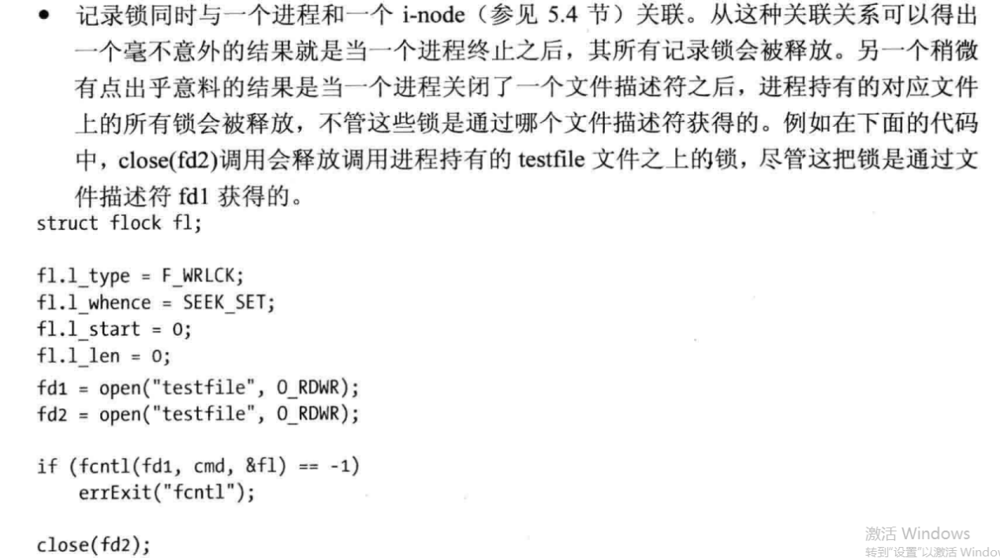 ● 记录锁同时与一个进程和一个 i-node（参见 5.4 节）关联。从这种关联关系可以得出
一个毫不意外的结果就是当一个进程终止之后，其所有记录锁会被释放。另一个稍微
有点出乎意料的结果是当一个进程关闭了一个文件描述符之后，进程持有的对应文件
上的所有锁会被释放，不管这些锁是通过哪个文件描述符获得的。例如在下面的代码
中，close(fd2)调用会释放调用进程持有的 testfile 文件之上的锁，尽管这把锁是通过文
件描述符 fd1 获得的。
struct flock fl;
fl.l_type = F_WRLCK;
fl.l_whence = SEEK_SET;
fl.l_start = 0;
fl.l_len = 0;
fd1 = open("testfile", O_RDWR);
fd2 = open("testfile", O_RDWR);
if (fcntl(fd1, cmd, &fl) == -1)
    errExit("fcntl");
close(fd2);
激活 Windows
转到"设置"以激活 Windo